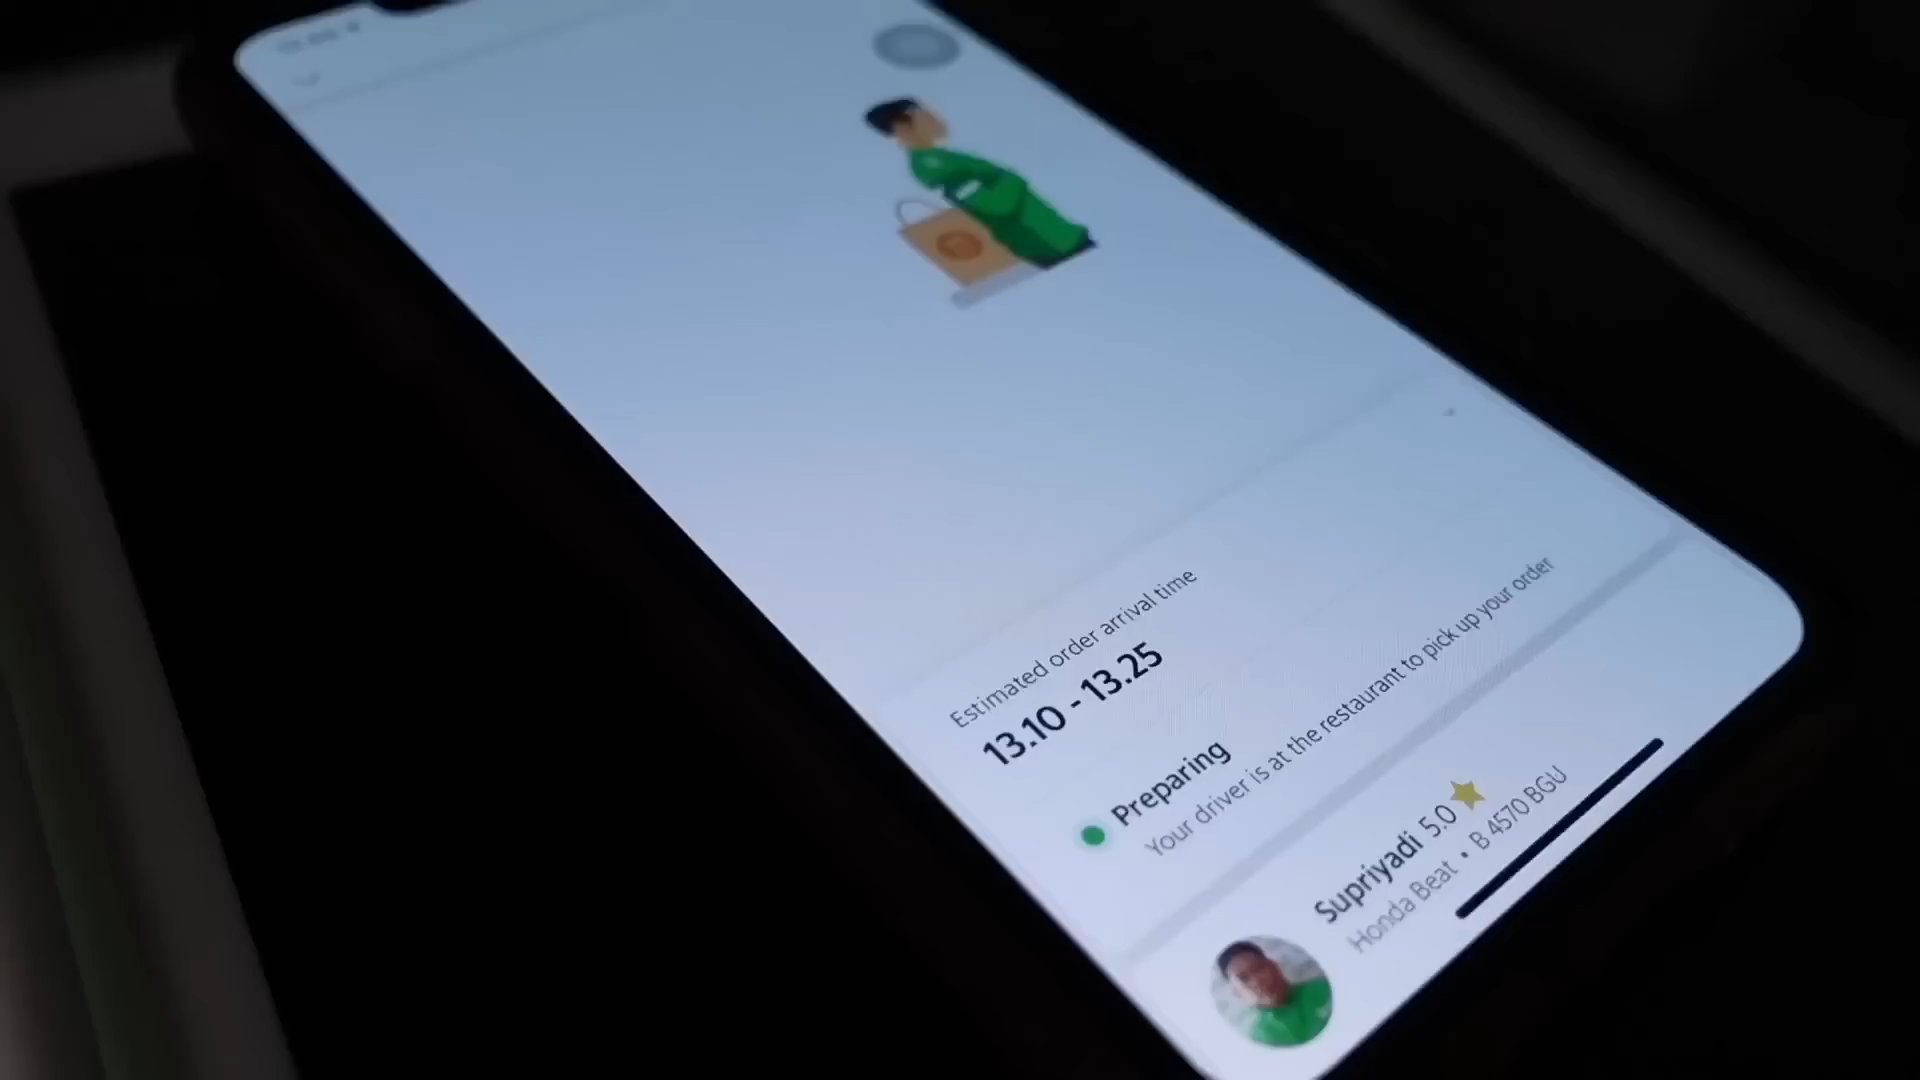 Estimated order arrival time
13.10 - 13.25
Preparing
Your driver is at the restaurant to pick up your order
Supriyadi 5.0
Honda Beat • B 4570 BGU